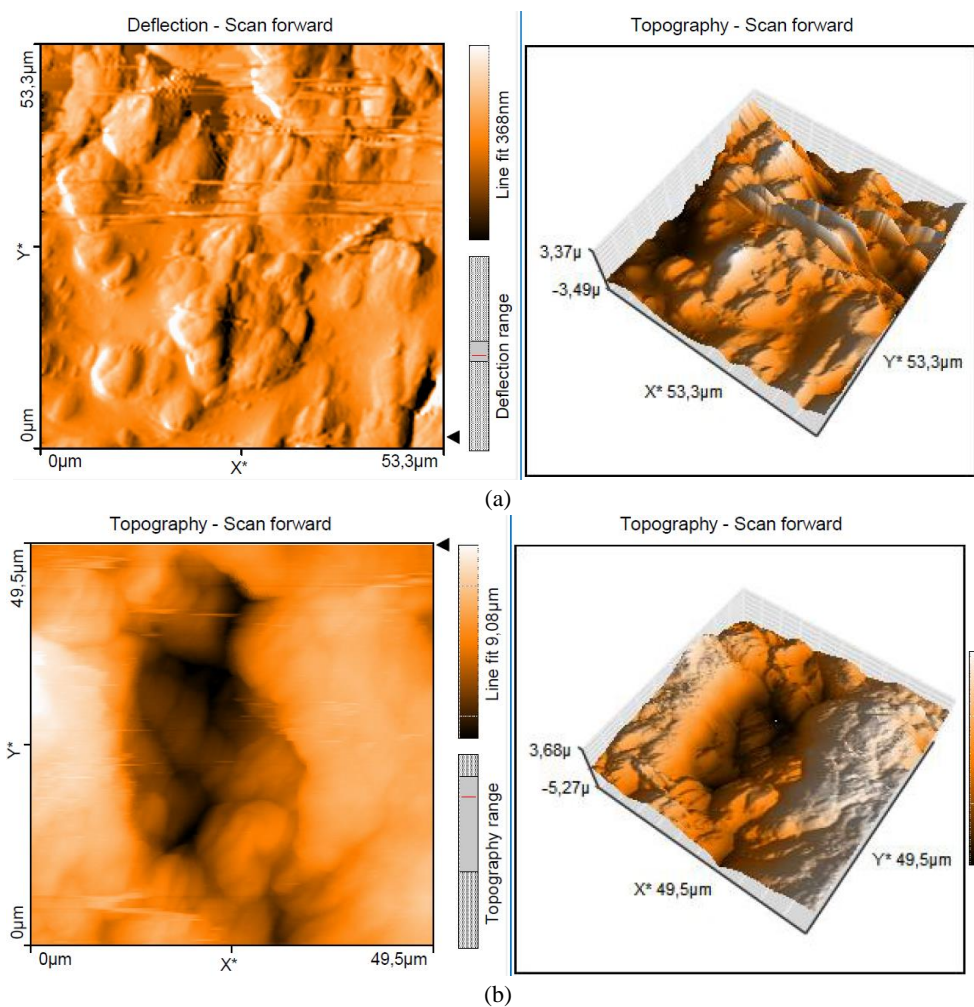 Deflection - Scan forward
53,3µm
Y*
0µm
0µm
X*
53,3µm
Line fit 368nm
Deflection range
Topography - Scan forward
3,37µ
-3,49µ
X* 53,3µm
Y* 53,3µm
(a)
Topography - Scan forward
49,5µm
Y*
0µm
0µm
X*
49,5µm
Line fit 9,08µm
Topography range
Topography - Scan forward
3,68µ
-5,27µ
X* 49,5µm
Y* 49,5µm
(b)